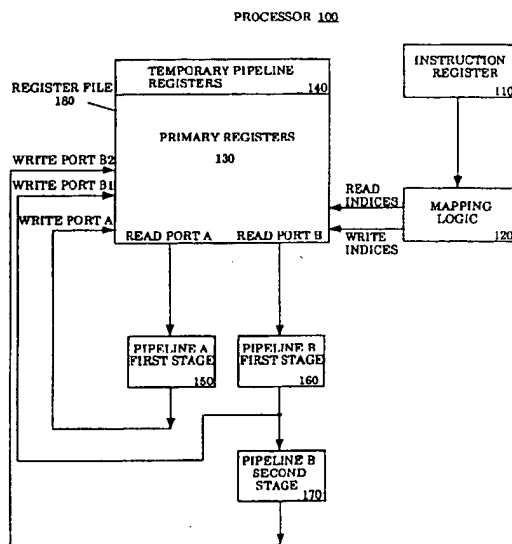 PROCESSOR 100
TEMPORARY PIPELINE
REGISTERS
140
INSTRUCTION
REGISTER
110
REGISTER FILE
180
PRIMARY REGISTERS
130
WRITE PORT B2
WRITE PORT B1
WRITE PORT A
READ
INDICES
WRITE
INDICES
MAPPING
LOGIC
120
READ PORT A
READ PORT B
PIPELINE A
FIRST STAGE
150
PIPELINE B
FIRST STAGE
160
PIPELINE B
SECOND
STAGE
170